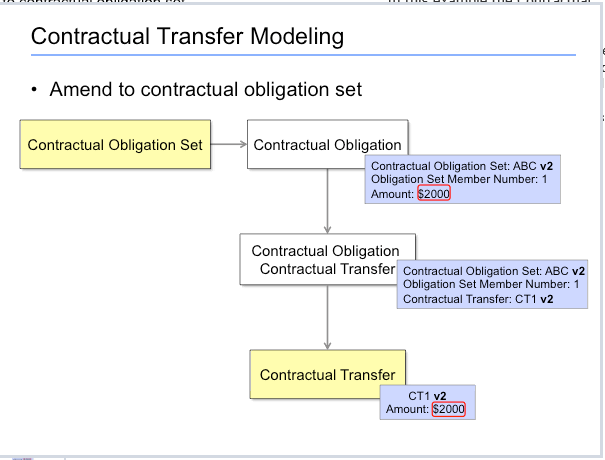 Contractual Transfer Modeling
• Amend to contractual obligation set
Contractual Obligation Set
Contractual Obligation
Contractual Obligation Set: ABC v2
Obligation Set Member Number: 1
Amount: $2000
Contractual Obligation
Contractual Transfer
Contractual Obligation Set: ABC v2
Obligation Set Member Number: 1
Contractual Transfer: CT1 v2
Contractual Transfer
CT1 v2
Amount: $2000